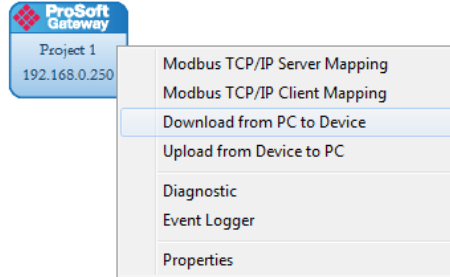 ProSoft
Gateway
Project 1
192.168.0.250
Modbus TCP/IP Server Mapping
Modbus TCP/IP Client Mapping
Download from PC to Device
Upload from Device to PC
Diagnostic
Event Logger
Properties